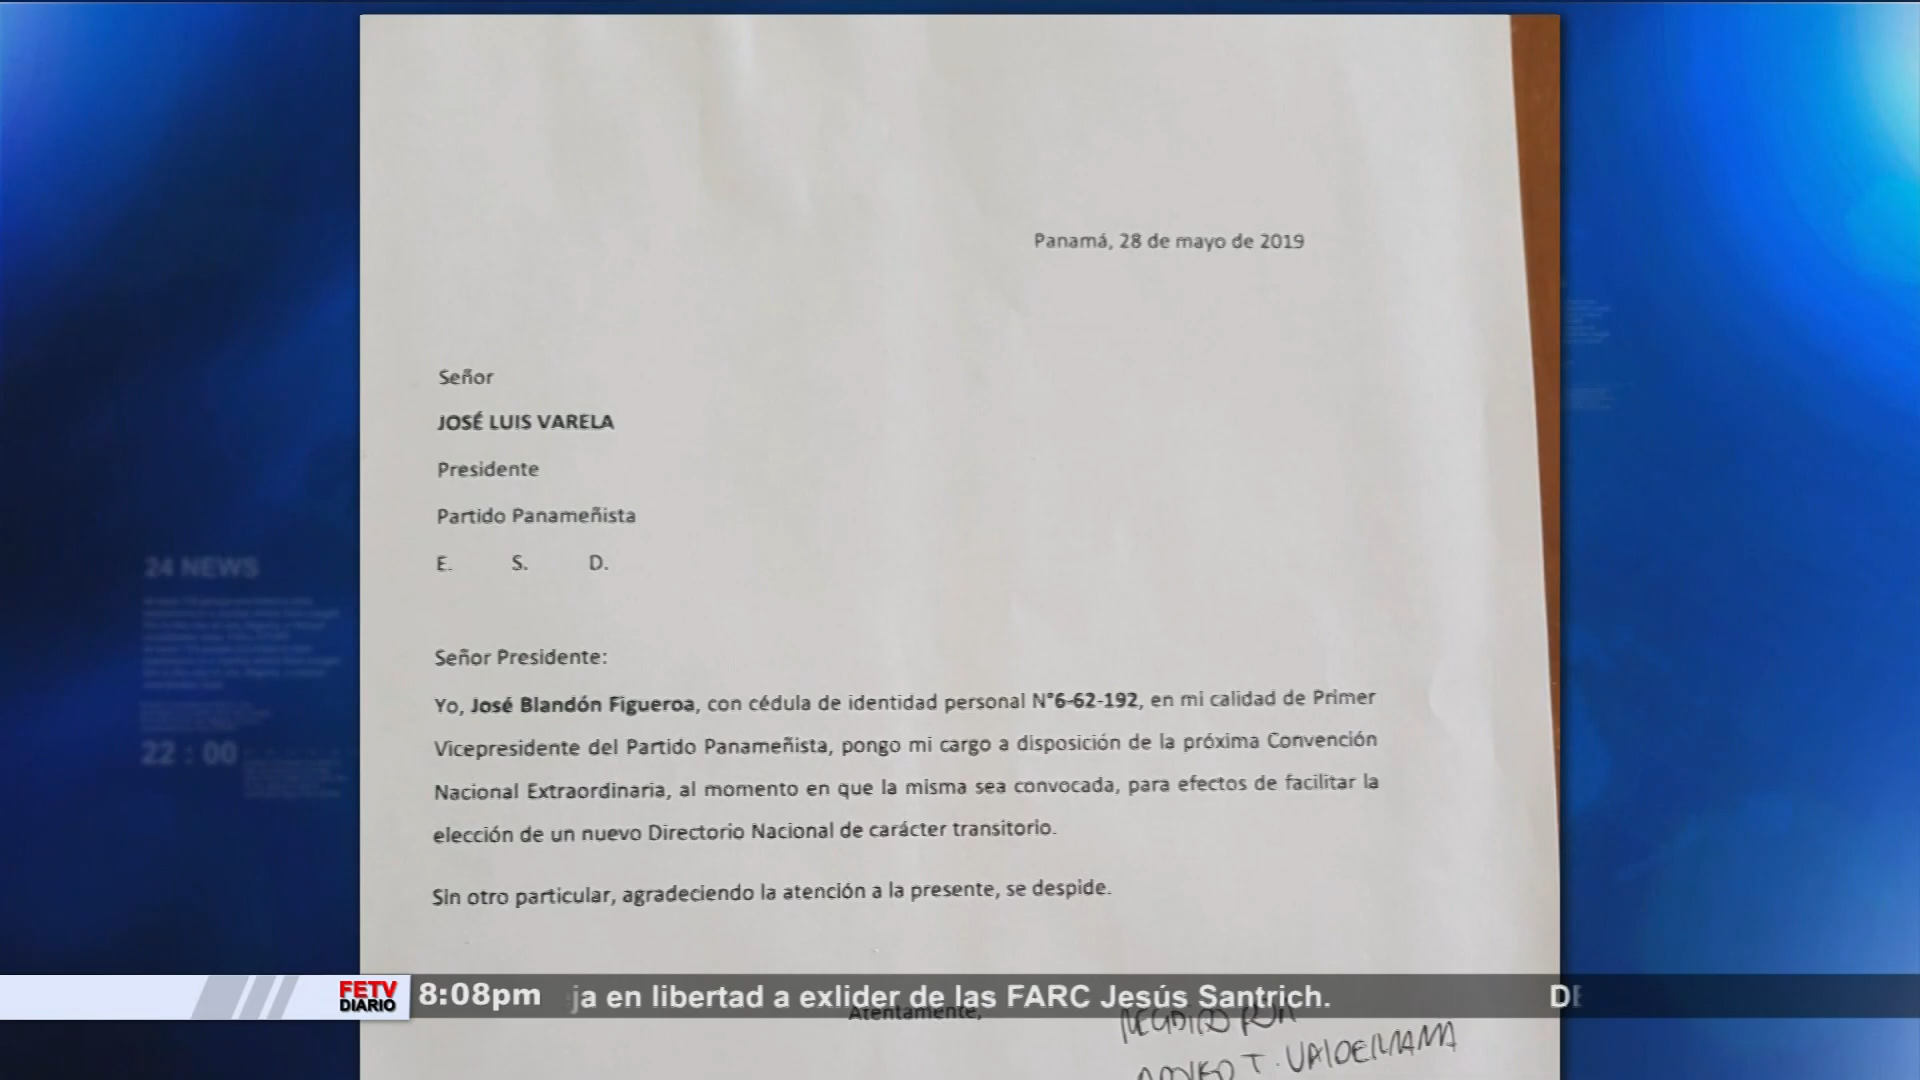 Panamá, 28 de mayo de 2019
Señor
JOSÉ LUIS VARELA
Presidente
Partido Panameñista
E. S. D.
Señor Presidente:
Yo, José Blandón Figueroa, con cédula de identidad personal N°6-62-192, en mi calidad de Primer
Vicepresidente del Partido Panameñista, pongo mi cargo a disposición de la próxima Convención
Nacional Extraordinaria, al momento en que la misma sea convocada, para efectos de facilitar la
elección de un nuevo Directorio Nacional de carácter transitorio.
Sin otro particular, agradeciendo la atención a la presente, se despide.
Atentamente,
RECIBIDO POR
T. VALDERRAMA
24 NEWS
22 : 00
FETV
DIARIO
8:08pm
ja en libertad a exlider de las FARC Jesús Santrich.